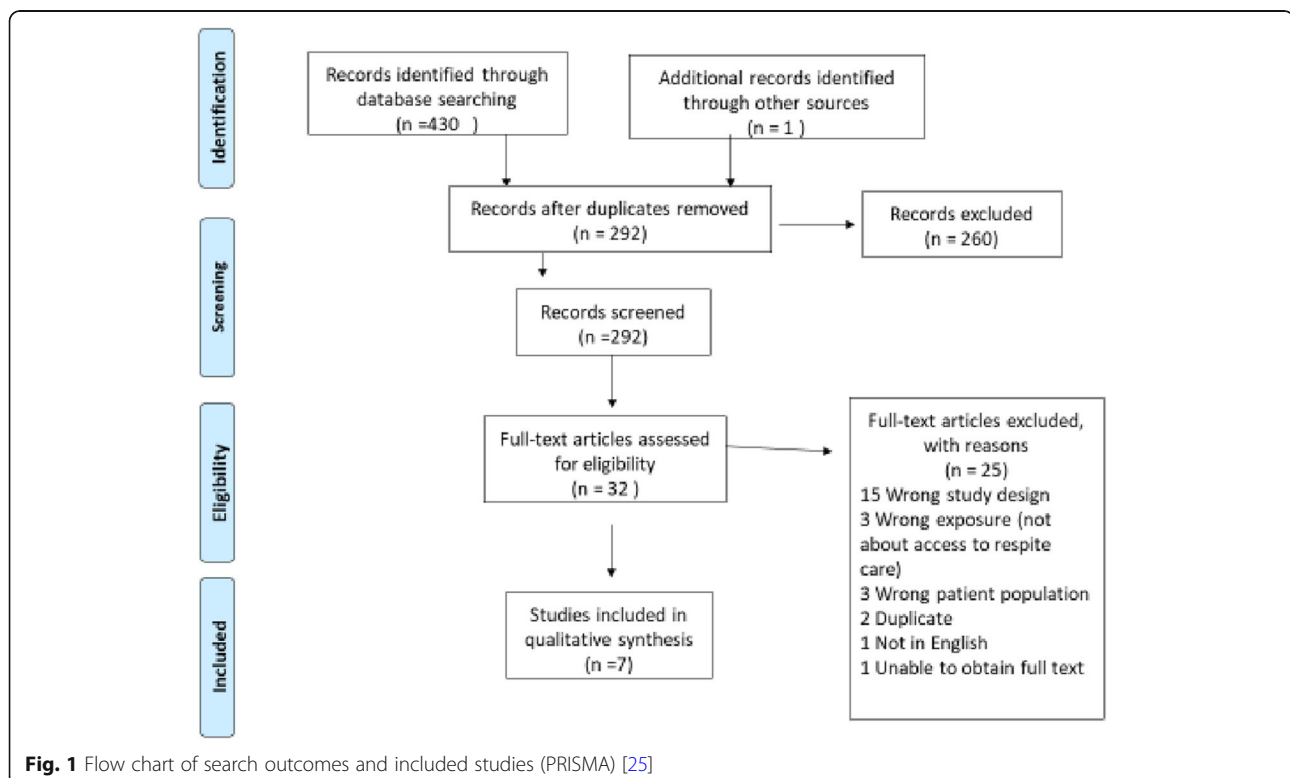 Identification
Records identified through
database searching
(n =430 )
Additional records identified
through other sources
(n = 1 )
Records after duplicates removed
(n = 292)
Records excluded
(n = 260)
Screening
Records screened
(n =292)
Eligibility
Full-text articles assessed
for eligibility
(n = 32 )
Full-text articles excluded,
with reasons
(n = 25)
15 Wrong study design
3 Wrong exposure (not
about access to respite
care)
3 Wrong patient population
2 Duplicate
1 Not in English
1 Unable to obtain full text
Included
Studies included in
qualitative synthesis
(n =7)
Fig. 1 Flow chart of search outcomes and included studies (PRISMA) [25]